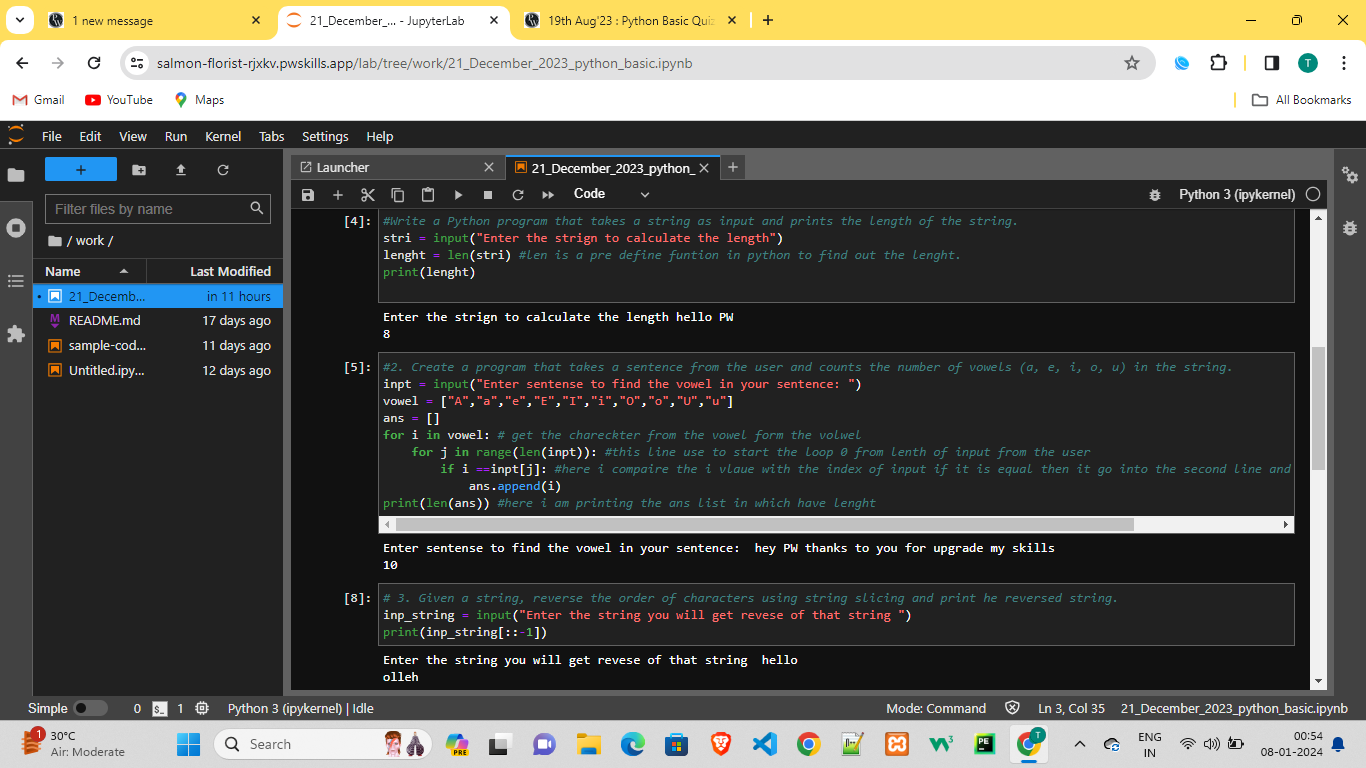 1 new message
21_December_... - JupyterLab
19th Aug'23 : Python Basic Qui
salmon-florist-rjxkv.pwskills.app/lab/tree/work/21_December_2023_python_basic.ipynb
T
Gmail
YouTube
Maps
All Bookmarks
File Edit View Run Kernel Tabs Settings Help
Launcher
21_December_2023_python_
Code
Python 3 (ipykernel)
Filter files by name
/ work /
Name
Last Modified
21_Decemb... in 11 hours
README.md 17 days ago
sample-cod... 11 days ago
Untitled.ipy... 12 days ago
[4]: #Write a Python program that takes a string as input and prints the length of the string.
stri = input("Enter the strign to calculate the length")
lenght = len(stri) #len is a pre define funtion in python to find out the lenght.
print(lenght)
Enter the strign to calculate the length hello PW
8
[5]: #2. Create a program that takes a sentence from the user and counts the number of vowels (a, e, i, o, u) in the string.
inpt = input("Enter sentense to find the vowel in your sentence: ")
vowel = ["A","a","e","E","I","i","O","o","U","u"]
ans = []
for i in vowel: # get the chareckter from the vowel form the volwel
for j in range(len(inpt)): #this line use to start the loop 0 from lenth of input from the user
if i ==inpt[j]: #here i compaire the i vlaue with the index of input if it is equal then it go into the second line and
ans.append(i)
print(len(ans)) #here i am printing the ans list in which have lenght
Enter sentense to find the vowel in your sentence:  hey PW thanks to you for upgrade my skills
10
[8]: # 3. Given a string, reverse the order of characters using string slicing and print he reversed string.
inp_string = input("Enter the string you will get revese of that string ")
print(inp_string[::-1])
Enter the string you will get revese of that string  hello
olleh
Simple 0 $_ 1 Python 3 (ipykernel) | Idle
Mode: Command Ln 3, Col 35 21_December_2023_python_basic.ipynb
1
30°C
Air: Moderate
Search
PRE
PE
T
ENG
IN
00:54
08-01-2024